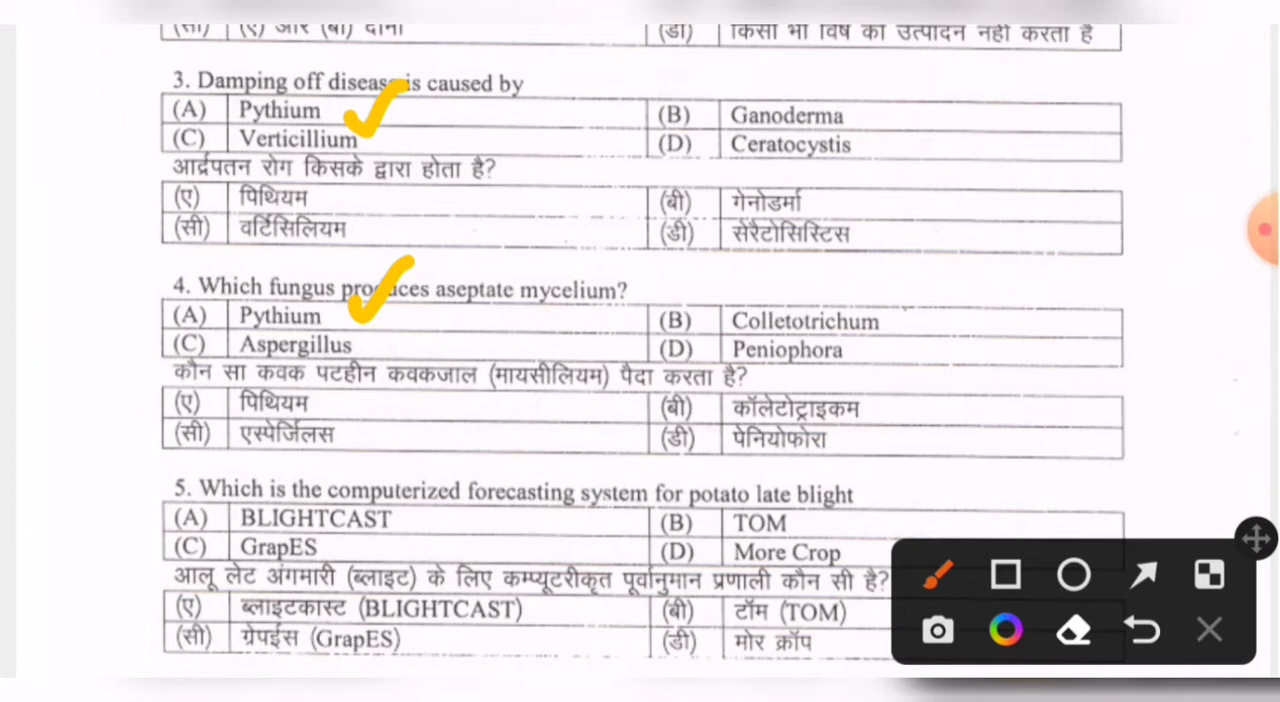 (सी) (ए) और (बी) दोनों (डी) किसी भी विष का उत्पादन नहीं करता है
3. Damping off disease is caused by
(A) Pythium (B) Ganoderma
(C) Verticillium (D) Ceratocystis
आर्द्रपतन रोग किसके द्वारा होता है?
(ए) पिथियम (बी) गेनोडर्मा
(सी) वर्टिसिलियम (डी) सेरैटोसिस्टिस
4. Which fungus produces aseptate mycelium?
(A) Pythium (B) Colletotrichum
(C) Aspergillus (D) Peniophora
कौन सा कवक पटहीन कवकजाल (मायसीलियम) पैदा करता है?
(ए) पिथियम (बी) कॉलेटोट्राइकम
(सी) एस्पेर्जिलस (डी) पेनियोफोरा
5. Which is the computerized forecasting system for potato late blight
(A) BLIGHTCAST (B) TOM
(C) GrapES (D) More Crop
आलू लेट अंगमारी (ब्लाइट) के लिए कम्प्यूटरीकृत पूर्वानुमान प्रणाली कौन सी है?
(ए) ब्लाइटकास्ट (BLIGHTCAST) (बी) टॉम (TOM)
(सी) ग्रेपईस (GrapES) (डी) मोर क्रॉप